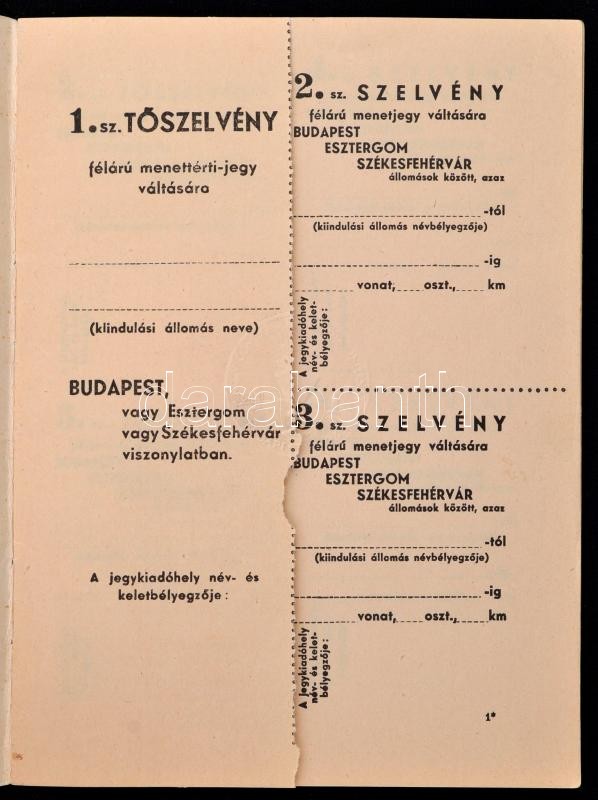 1. sz. TŐSZELVÉNY
félárú menettérti-jegy
váltására
(klindulási állomás neve)
BUDAPEST,
vagy Esztergom
vagy Székesfehérvár
viszonylatban.
A jegykiadóhely név- és
keletbélyegzője :
2. sz. SZELVÉNY
félárú menetjegy váltására
BUDAPEST
ESZTERGOM
SZÉKESFEHÉRVÁR
állomások között, azaz
-tól
(kiindulási állomás névbélyegzője)
-ig
vonat, oszt., km
A jegykiadóhely
név- és kelet-
bélyegzője :
3. sz. SZELVÉNY
félárú menetjegy váltására
BUDAPEST
ESZTERGOM
SZÉKESFEHÉRVÁR
állomások között, azaz
-tól
(kiindulási állomás névbélyegzője)
-ig
vonat, oszt., km
A jegykiadóhely
név- és kelet-
bélyegzője :
1*
darabanth